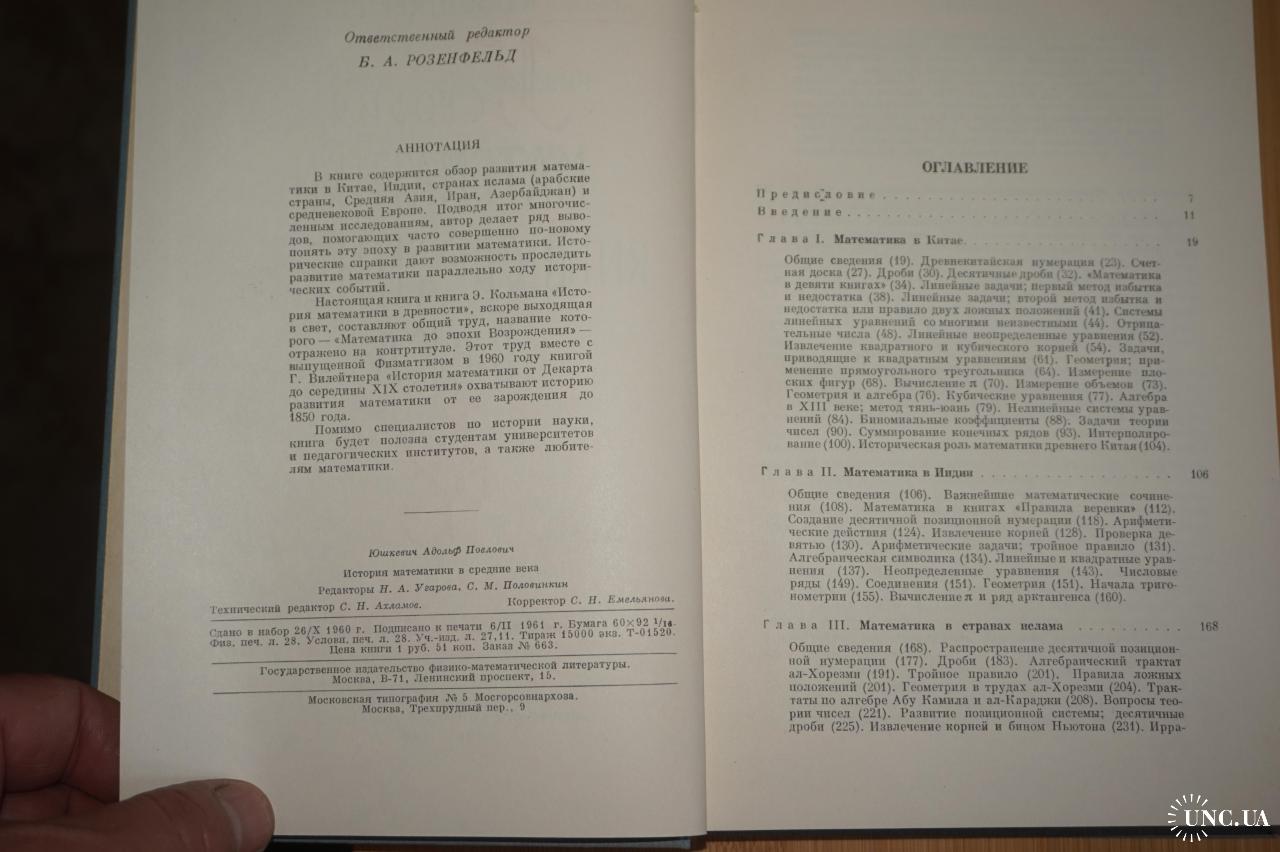 Ответственный редактор
Б. А. РОЗЕНФЕЛЬД
АННОТАЦИЯ
В книге содержится обзор развития матема-
тики в Китае, Индии, странах ислама (арабские
страны, Средняя Азия, Иран, Азербайджан) и
средневековой Европе. Подводя итог многочис-
ленным исследованиям, автор делает ряд выво-
дов, помогающих часто совершенно по-новому
понять эту эпоху в развитии математики. Исто-
рические справки дают возможность проследить
развитие математики параллельно ходу истори-
ческих событий.
Настоящая книга и книга Э. Кольмана «Исто-
рия математики в древности», вскоре выходящая
в свет, составляют общий труд, название кото-
рого — «Математика до эпохи Возрождения» —
отражено на контртитуле. Этот труд вместе с
выпущенной Физматгизом в 1960 году книгой
Г. Вилейтнера «История математики от Декарта
до середины XIX столетия» охватывают историю
развития математики от ее зарождения до
1850 года.
Помимо специалистов по истории науки,
книга будет полезна студентам университетов
и педагогических институтов, а также любите-
лям математики.
Юшкевич Адольф Повлович
История математики в средние века
Редакторы Н. А. Угарова, С. М. Половинкин
Технический редактор С. Н. Ахламов. Корректор С. Н. Емельянова.
Сдано в набор 26/X 1960 г. Подписано к печати 6/II 1961 г. Бумага 60×92 1/16.
Физ. печ. л. 28. Условн. печ. л. 28. Уч.-изд. л. 27,11. Тираж 15000 экз. Т-01520.
Цена книги 1 руб. 51 коп. Заказ № 663.
Государственное издательство физико-математической литературы.
Москва, В-71, Ленинский проспект, 15.
Московская типография № 5 Мосгорсовнархоза.
Москва, Трехпрудный пер., 9
ОГЛАВЛЕНИЕ
Предисловие . . . 7
Введение . . . 11
Глава I. Математика в Китае . . . 19
Общие сведения (19). Древнекитайская нумерация (23). Счет-
ная доска (27). Дроби (30). Десятичные дроби (32). «Математика
в девяти книгах» (34). Линейные задачи; первый метод избытка
и недостатка (38). Линейные задачи; второй метод избытка и
недостатка или правило двух ложных положений (41). Системы
линейных уравнений со многими неизвестными (44). Отрица-
тельные числа (48). Линейные неопределенные уравнения (52).
Извлечение квадратного и кубического корней (54). Задачи,
приводящие к квадратным уравнениям (61). Геометрия; при-
менение прямоугольного треугольника (64). Измерение пло-
ских фигур (68). Вычисление π (70). Измерение объемов (73).
Геометрия и алгебра (76). Кубические уравнения (77). Алгебра
в XIII веке; метод тянь-юань (79). Нелинейные системы урав-
нений (84). Биномиальные коэффициенты (88). Задачи теории
чисел (90). Суммирование конечных рядов (93). Интерполиро-
вание (100). Историческая роль математики древнего Китая (104).
Глава II. Математика в Индии . . . 106
Общие сведения (106). Важнейшие математические сочине-
ния (108). Математика в книгах «Правила веревки» (112).
Создание десятичной позиционной нумерации (118). Арифмети-
ческие действия (124). Извлечение корней (128). Проверка де-
вятью (130). Арифметические задачи; тройное правило (131).
Алгебраическая символика (134). Линейные и квадратные урав-
нения (137). Неопределенные уравнения (143). Числовые
ряды (149). Соединения (151). Геометрия (151). Начала триго-
нометрии (155). Вычисление π и ряд арктангенса (160).
Глава III. Математика в странах ислама . . . 168
Общие сведения (168). Распространение десятичной позицион-
ной нумерации (177). Дроби (183). Алгебраический трактат
ал-Хорезми (191). Тройное правило (201). Правила ложных
положений (201). Геометрия в трудах ал-Хорезми (204). Трак-
таты по алгебре Абу Камила и ал-Караджи (208). Вопросы тео-
рии чисел (221). Развитие позиционной системы; десятичные
дроби (225). Извлечение корней и бином Ньютона (231). Ирра-
UNC.UA